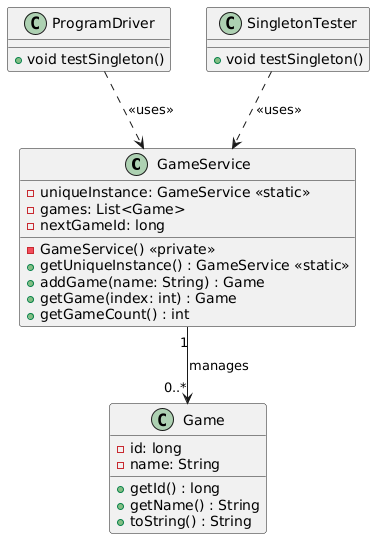 C ProgramDriver
void testSingleton()
C SingletonTester
void testSingleton()
«uses»
«uses»
C GameService
uniqueInstance: GameService «static»
games: List<Game>
nextGameId: long
GameService() «private»
getUniqueInstance() : GameService «static»
addGame(name: String) : Game
getGame(index: int) : Game
getGameCount() : int
1
manages
0..*
C Game
id: long
name: String
getId() : long
getName() : String
toString() : String